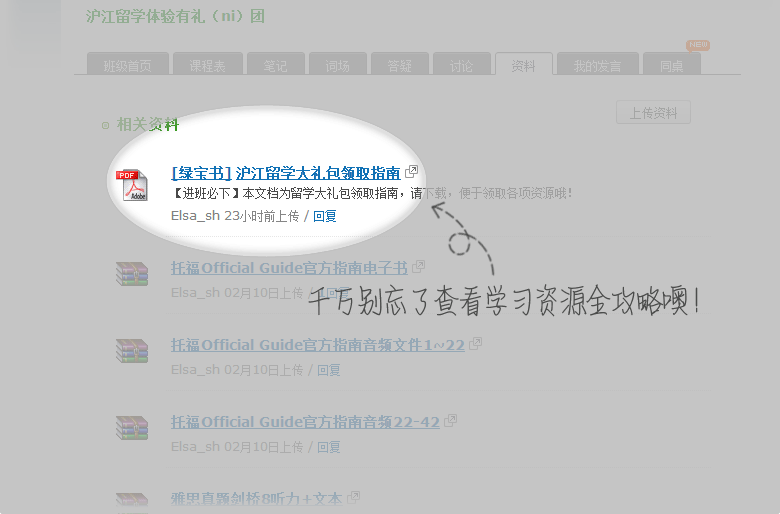 沪江留学体验有礼（ni）团
NEW
班级首页 课程表 笔记 词场 答疑 讨论 资料 我的发言 同桌
上传资料
相关资料
PDF
Adobe
[绿宝书] 沪江留学大礼包领取指南
【进班必下】本文档为留学大礼包领取指南，请下载，便于领取各项资源哦！
Elsa_sh 23小时前上传 / 回复
托福Official Guide官方指南电子书
Elsa_sh 02月10日上传 / 回复
千万别忘了查看学习资源全攻略噢！
托福Official Guide官方指南音频文件1~22
Elsa_sh 02月10日上传 / 回复
托福Official Guide官方指南音频22-42
Elsa_sh 02月10日上传 / 回复
雅思真题剑桥8听力+文本